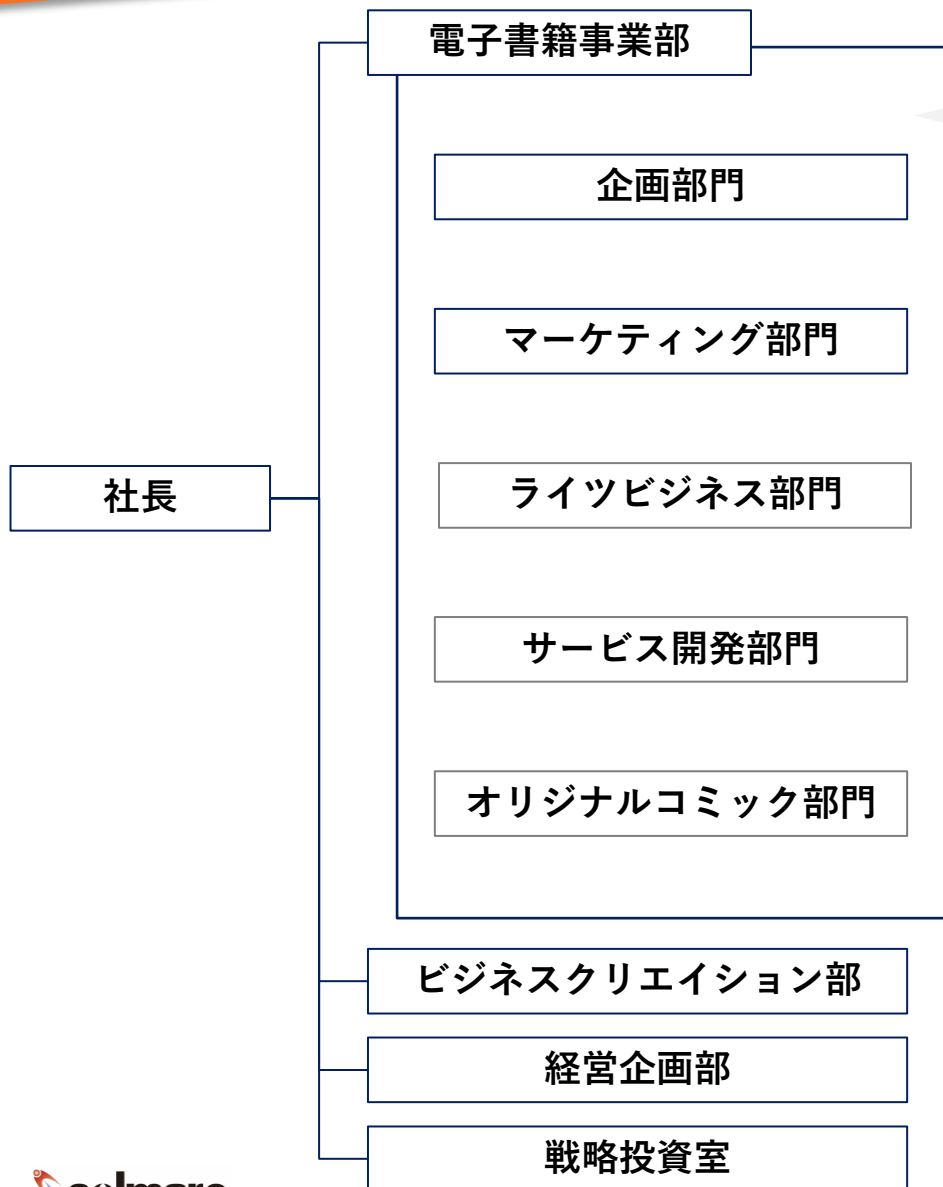 電子書籍事業部
企画部門
マーケティング部門
社長
ライツビジネス部門
サービス開発部門
オリジナルコミック部門
ビジネスクリエイション部
経営企画部
戦略投資室